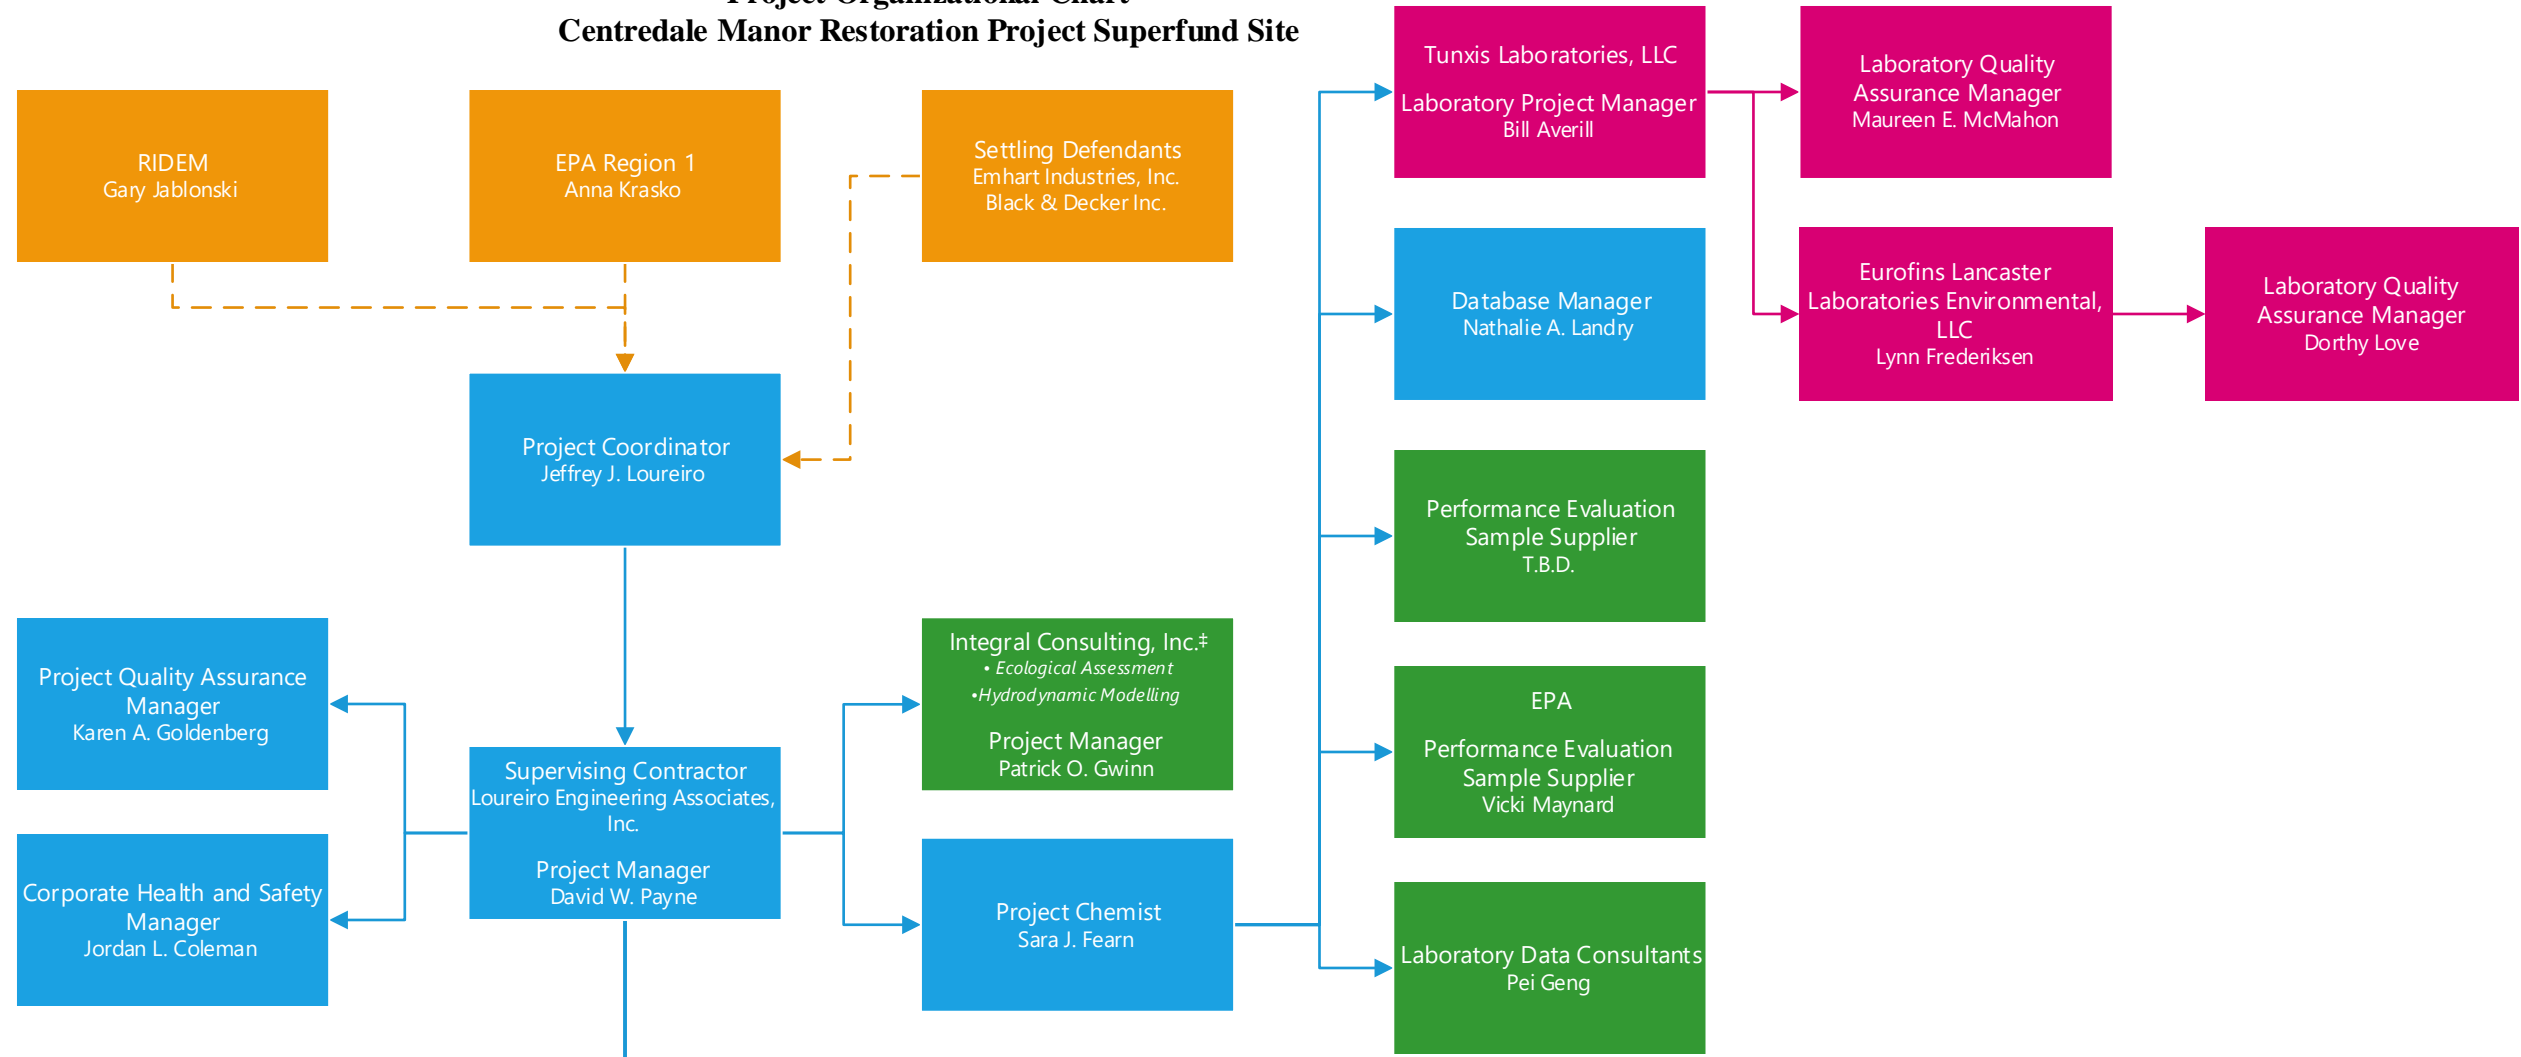 Project Organizational Chart
Centredale Manor Restoration Project Superfund Site
RIDEM
Gary Jablonski
EPA Region 1
Anna Krasko
Settling Defendants
Emhart Industries, Inc.
Black & Decker Inc.
Tunxis Laboratories, LLC
Laboratory Project Manager
Bill Averill
Laboratory Quality
Assurance Manager
Maureen E. McMahon
Database Manager
Nathalie A. Landry
Eurofins Lancaster
Laboratories Environmental,
LLC
Lynn Frederiksen
Laboratory Quality
Assurance Manager
Dorthy Love
Project Coordinator
Jeffrey J. Loureiro
Performance Evaluation
Sample Supplier
T.B.D.
Project Quality Assurance
Manager
Karen A. Goldenberg
Integral Consulting, Inc.‡
• Ecological Assessment
•Hydrodynamic Modelling
Project Manager
Patrick O. Gwinn
EPA
Performance Evaluation
Sample Supplier
Vicki Maynard
Supervising Contractor
Loureiro Engineering Associates,
Inc.
Project Manager
David W. Payne
Corporate Health and Safety
Manager
Jordan L. Coleman
Project Chemist
Sara J. Fearn
Laboratory Data Consultants
Pei Geng